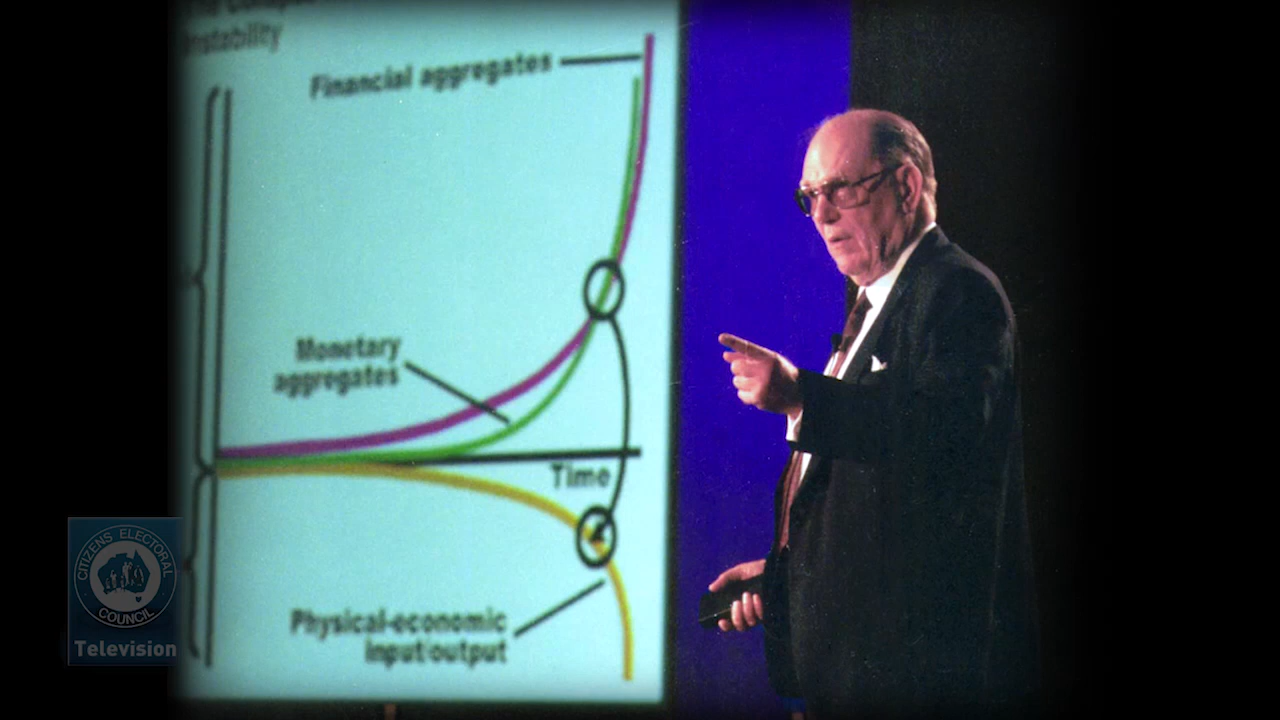 Instability
Financial aggregates
Monetary
aggregates
Time
Physical-economic
input/output
CITIZENS ELECTORAL
COUNCIL
Television